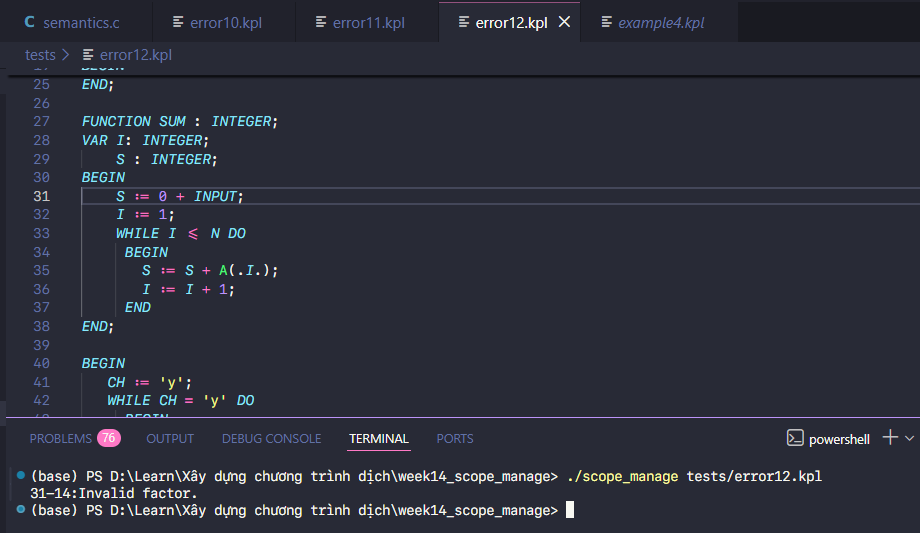 semantics.c error10.kpl error11.kpl error12.kpl example4.kpl
tests > error12.kpl
25 END;
26
27 FUNCTION SUM : INTEGER;
28 VAR I: INTEGER;
29 S : INTEGER;
30 BEGIN
31 S := 0 + INPUT;
32 I := 1;
33 WHILE I <= N DO
34 BEGIN
35 S := S + A(.I.);
36 I := I + 1;
37 END
38 END;
39
40 BEGIN
41 CH := 'y';
42 WHILE CH = 'y' DO
PROBLEMS 76 OUTPUT DEBUG CONSOLE TERMINAL PORTS powershell
(base) PS D:\Learn\Xây dựng chương trình dịch\week14_scope_manage> ./scope_manage tests/error12.kpl
31-14:Invalid factor.
(base) PS D:\Learn\Xây dựng chương trình dịch\week14_scope_manage>